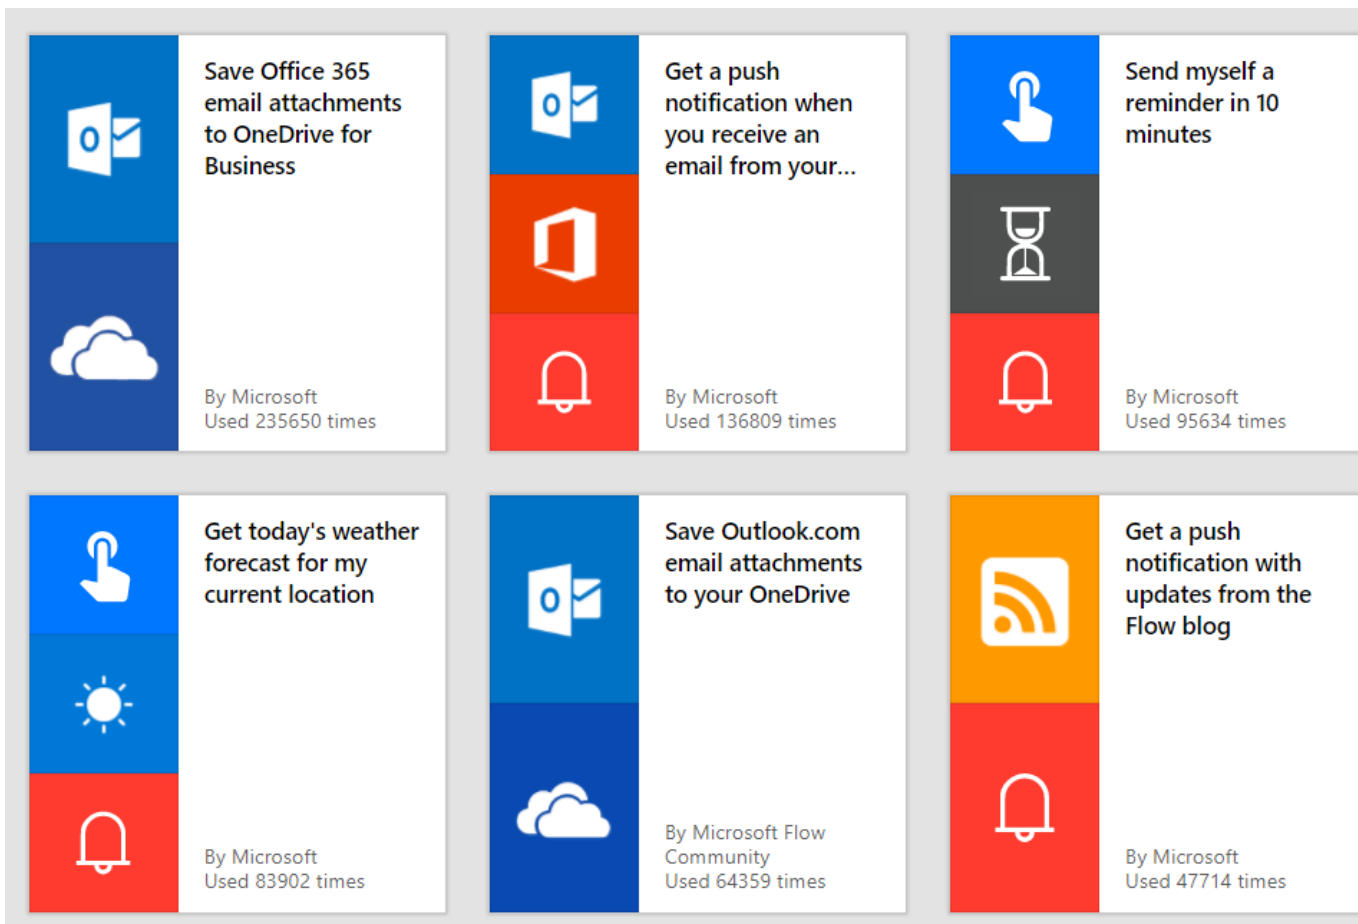 Save Office 365
email attachments
to OneDrive for
Business
By Microsoft
Used 235650 times
Get a push
notification when
you receive an
email from your...
By Microsoft
Used 136809 times
Send myself a
reminder in 10
minutes
By Microsoft
Used 95634 times
Get today's weather
forecast for my
current location
By Microsoft
Used 83902 times
Save Outlook.com
email attachments
to your OneDrive
By Microsoft Flow
Community
Used 64359 times
Get a push
notification with
updates from the
Flow blog
By Microsoft
Used 47714 times